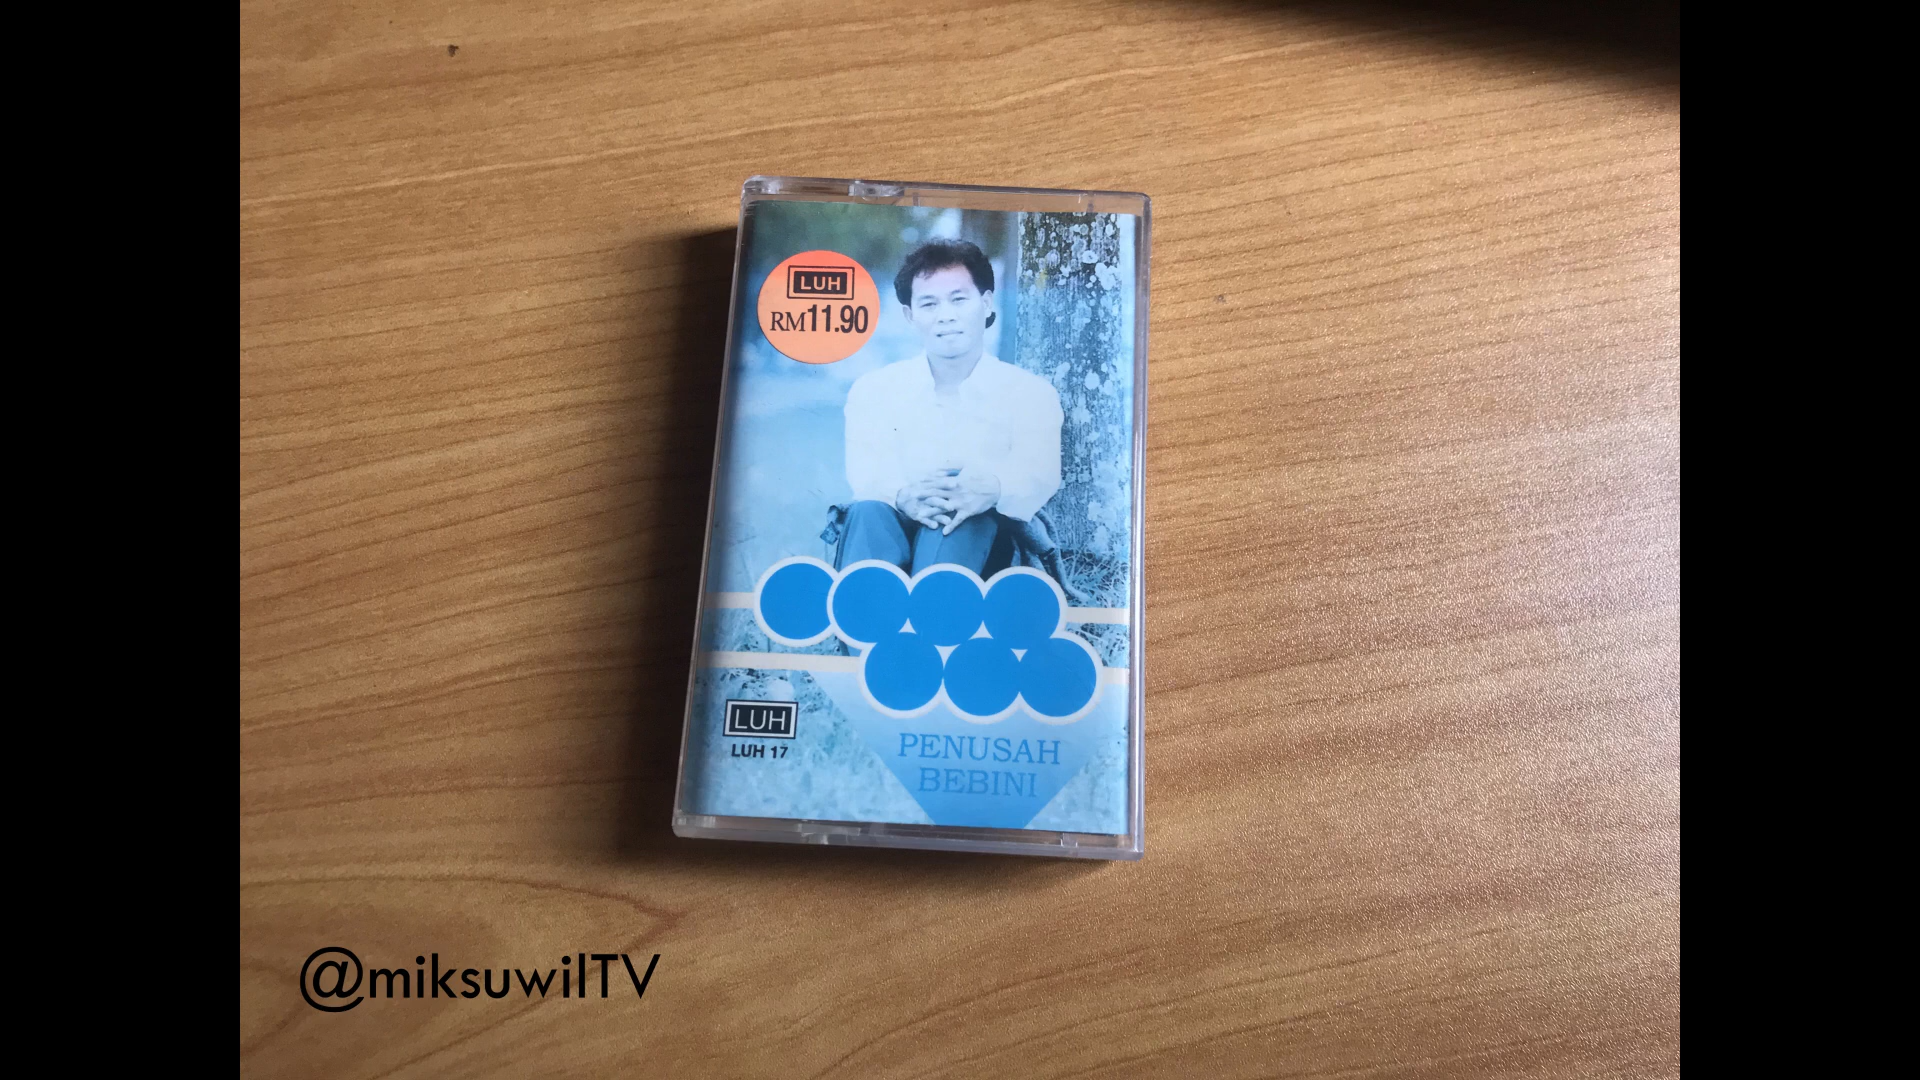 LUH
RM11.90
LUH
LUH 17
PENUSAH
BEBINI
@miksuwilTV